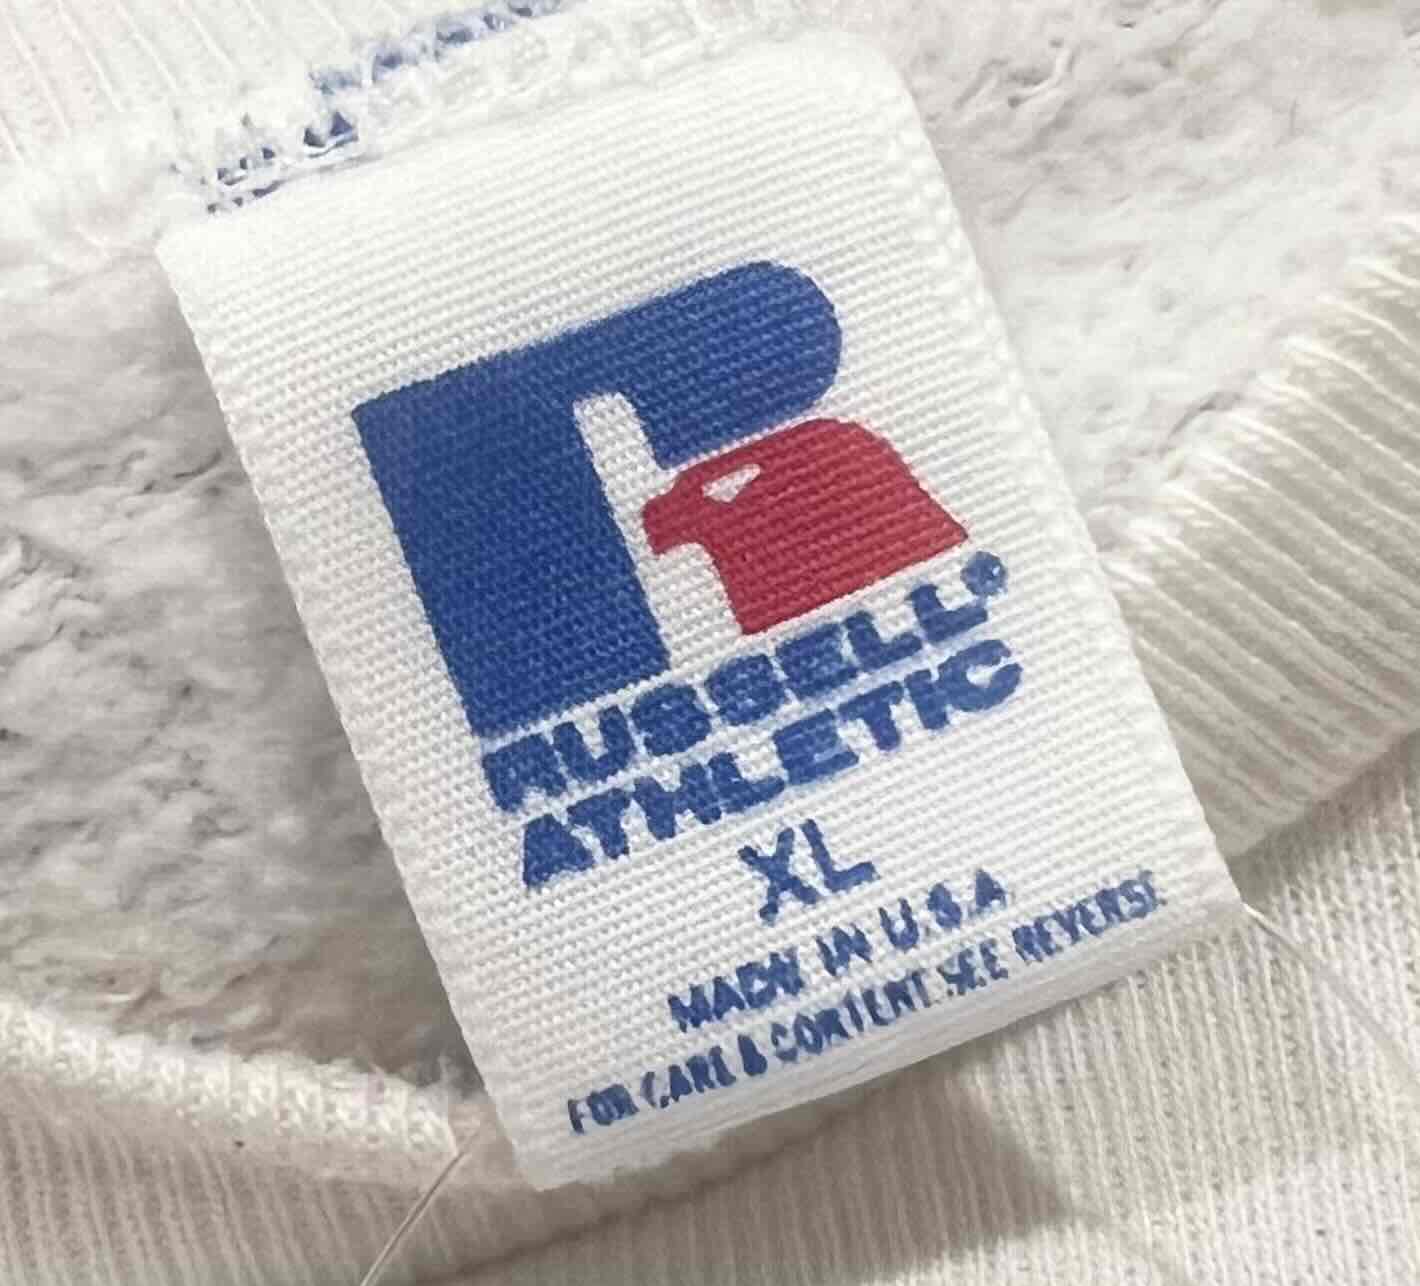 RUSSELL®
ATHLETIC
XL
MADE IN U.S.A
FOR CARE & CONTENT SEE REVERSE